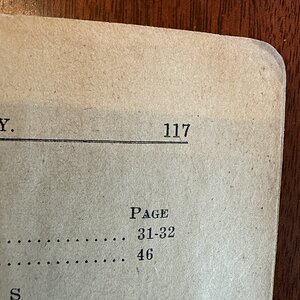 Y. 117
PAGE
.............. 31-32
.............. 46
S